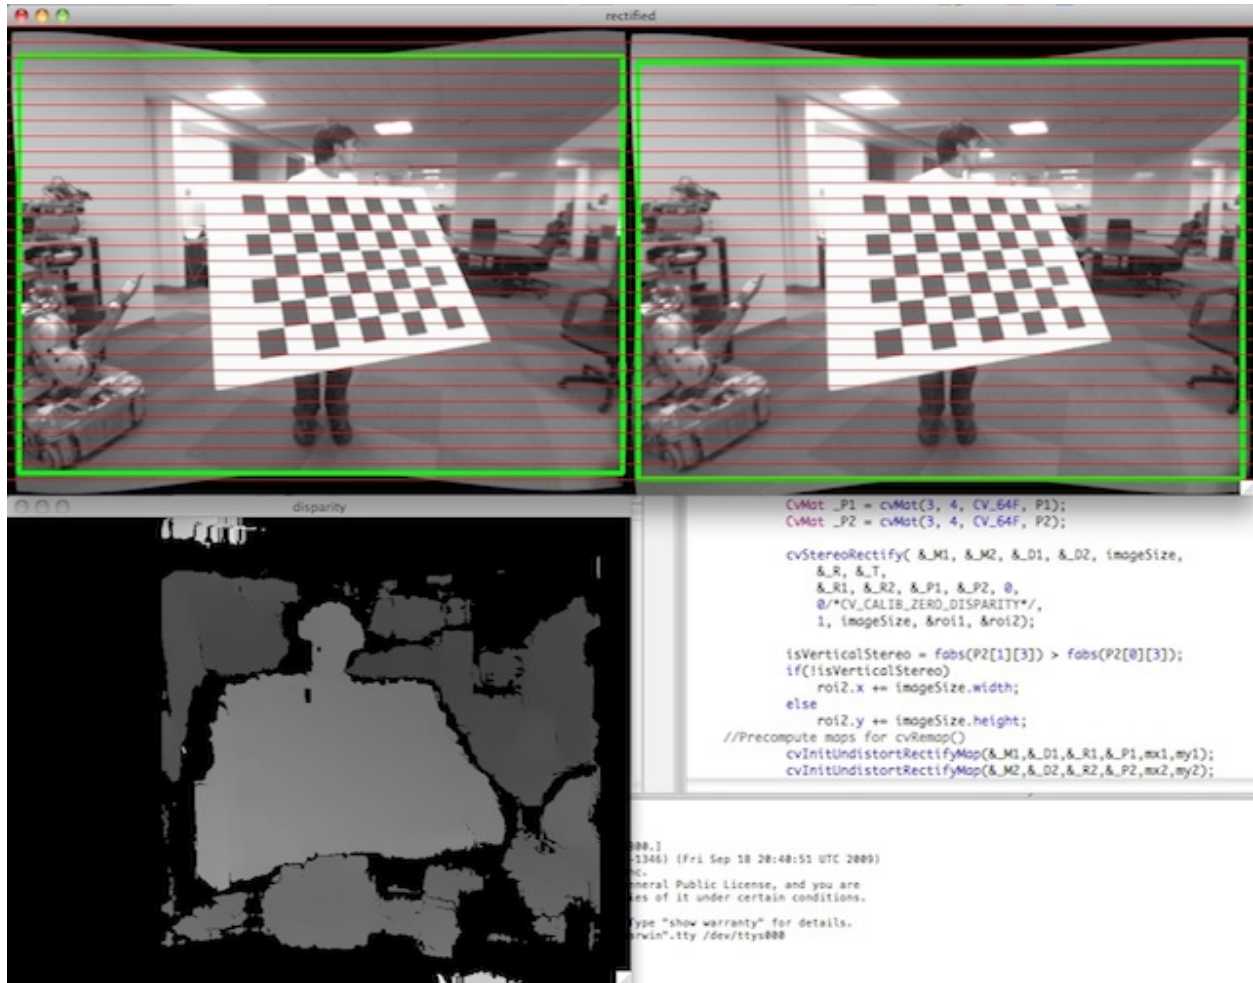 rectified
disparity
CvMat _P1 = cvMat(3, 4, CV_64F, P1);
CvMat _P2 = cvMat(3, 4, CV_64F, P2);
cvStereoRectify( &_M1, &_M2, &_D1, &_D2, imageSize,
&_R, &_T,
&_R1, &_R2, &_P1, &_P2, 0,
0/*CV_CALIB_ZERO_DISPARITY*/,
1, imageSize, &roi1, &roi2);
isVerticalStereo = fabs(P2[1][3]) > fabs(P2[0][3]);
if(!isVerticalStereo)
roi2.x += imageSize.width;
else
roi2.y += imageSize.height;
//Precompute maps for cvRemap()
cvInitUndistortRectifyMap(&_M1,&_D1,&_R1,&_P1,mx1,my1);
cvInitUndistortRectifyMap(&_M2,&_D2,&_R2,&_P2,mx2,my2);
-1346) (Fri Sep 18 20:40:51 UTC 2009)
nc.
eneral Public License, and you are
ies of it under certain conditions.
Type "show warranty" for details.
arwin".tty /dev/ttys000